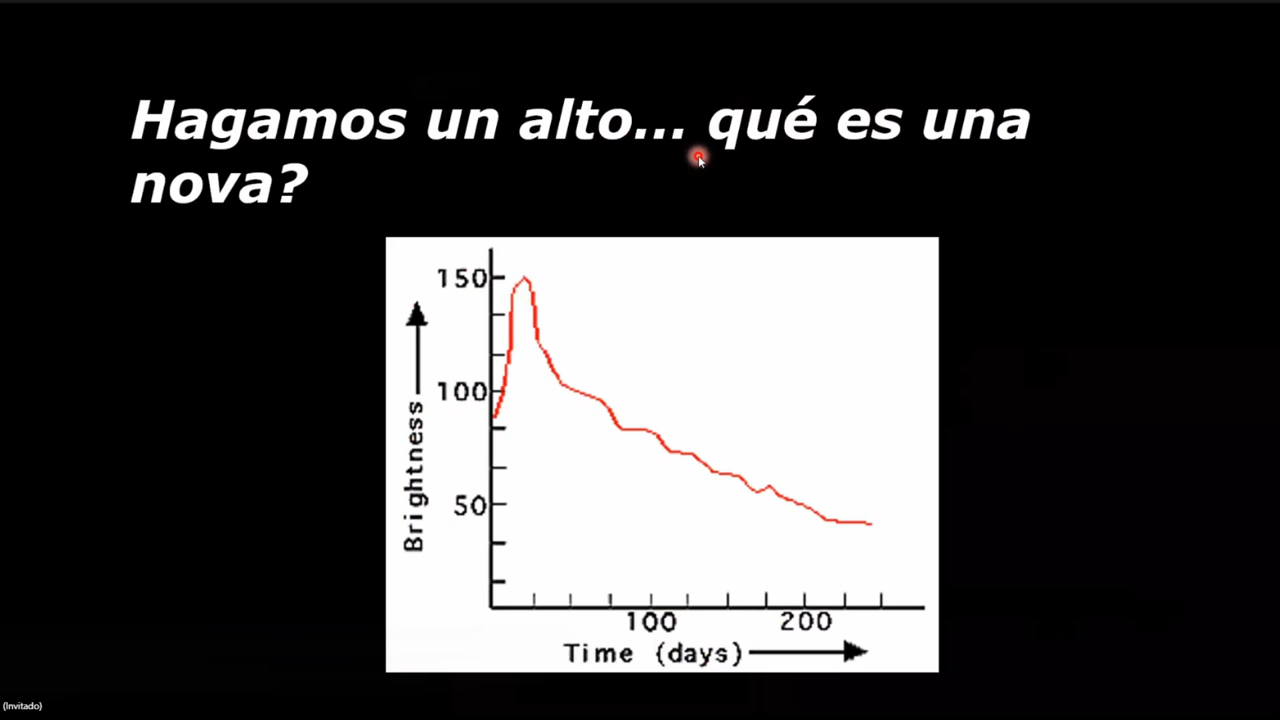 Hagamos un alto... qué es una
nova?
150
100
50
Brightness
100
200
Time (days)
(Invitado)